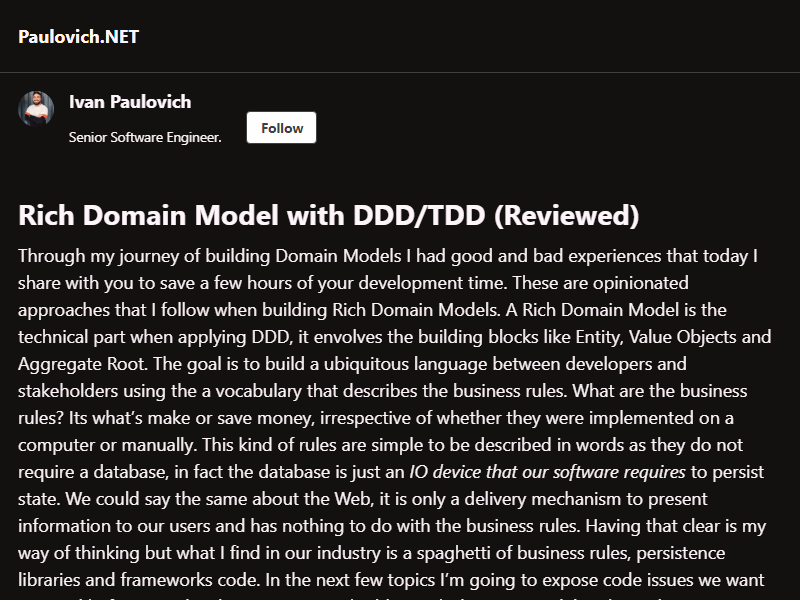 Paulovich.NET
Ivan Paulovich
Senior Software Engineer.
Follow
Rich Domain Model with DDD/TDD (Reviewed)
Through my journey of building Domain Models I had good and bad experiences that today I
share with you to save a few hours of your development time. These are opinionated
approaches that I follow when building Rich Domain Models. A Rich Domain Model is the
technical part when applying DDD, it envolves the building blocks like Entity, Value Objects and
Aggregate Root. The goal is to build a ubiquitous language between developers and
stakeholders using the a vocabulary that describes the business rules. What are the business
rules? Its what’s make or save money, irrespective of whether they were implemented on a
computer or manually. This kind of rules are simple to be described in words as they do not
require a database, in fact the database is just an IO device that our software requires to persist
state. We could say the same about the Web, it is only a delivery mechanism to present
information to our users and has nothing to do with the business rules. Having that clear is my
way of thinking but what I find in our industry is a spaghetti of business rules, persistence
libraries and frameworks code. In the next few topics I’m going to expose code issues we want